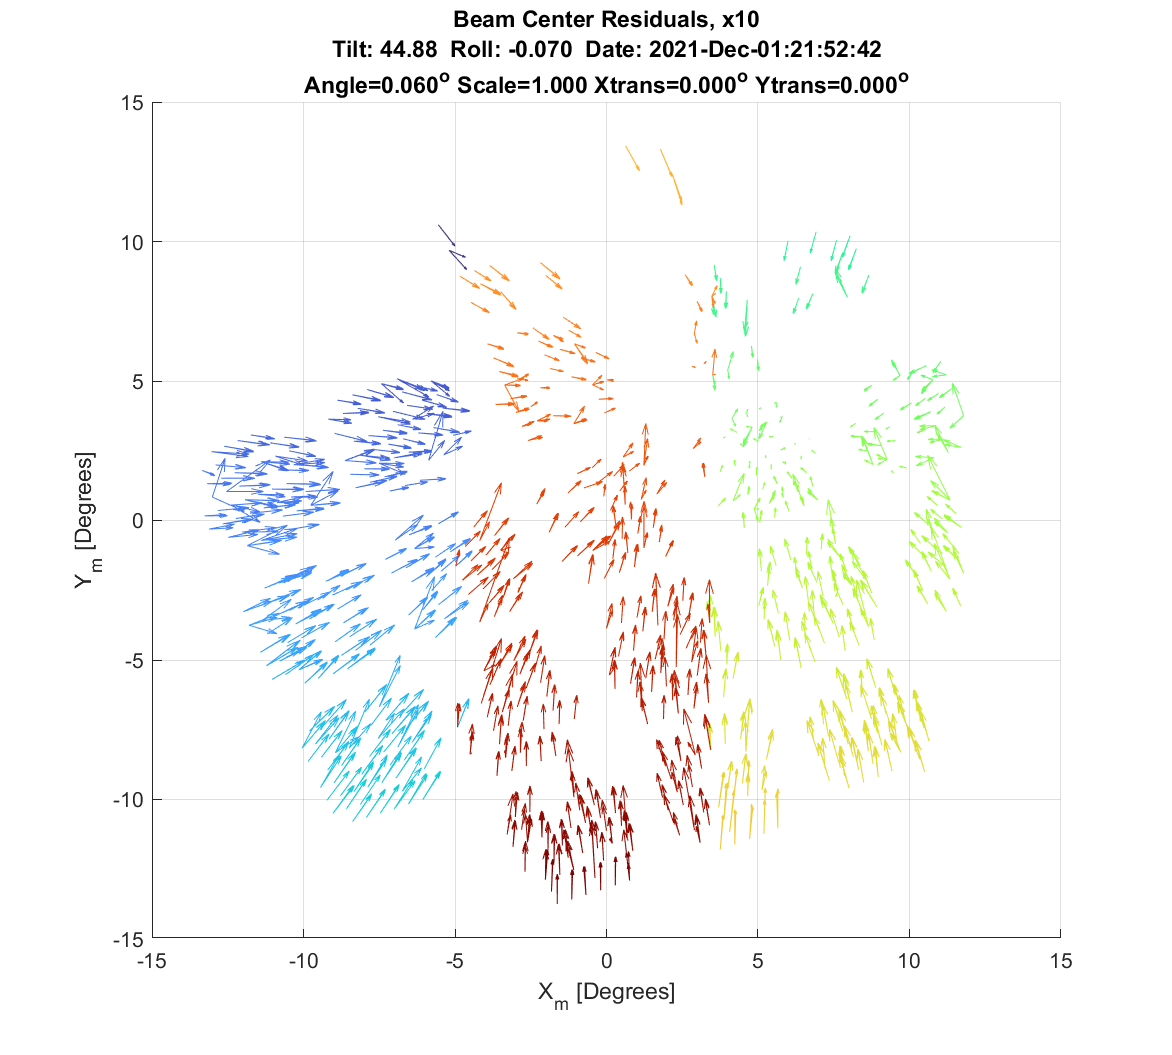 Beam Center Residuals, x10
Tilt: 44.88 Roll: -0.070 Date: 2021-Dec-01:21:52:42
Angle=0.060° Scale=1.000 Xtrans=0.000° Ytrans=0.000°
15
10
5
0
-5
-10
-15
Y_m [Degrees]
-15 -10 -5 0 5 10 15
X_m [Degrees]